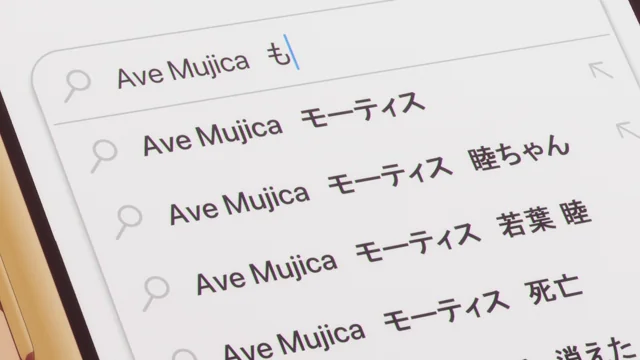 Ave Mujica も
Ave Mujica モーティス
Ave Mujica モーティス 睦ちゃん
Ave Mujica モーティス 若葉 睦
Ave Mujica モーティス 死亡
Ave Mujica 消えた